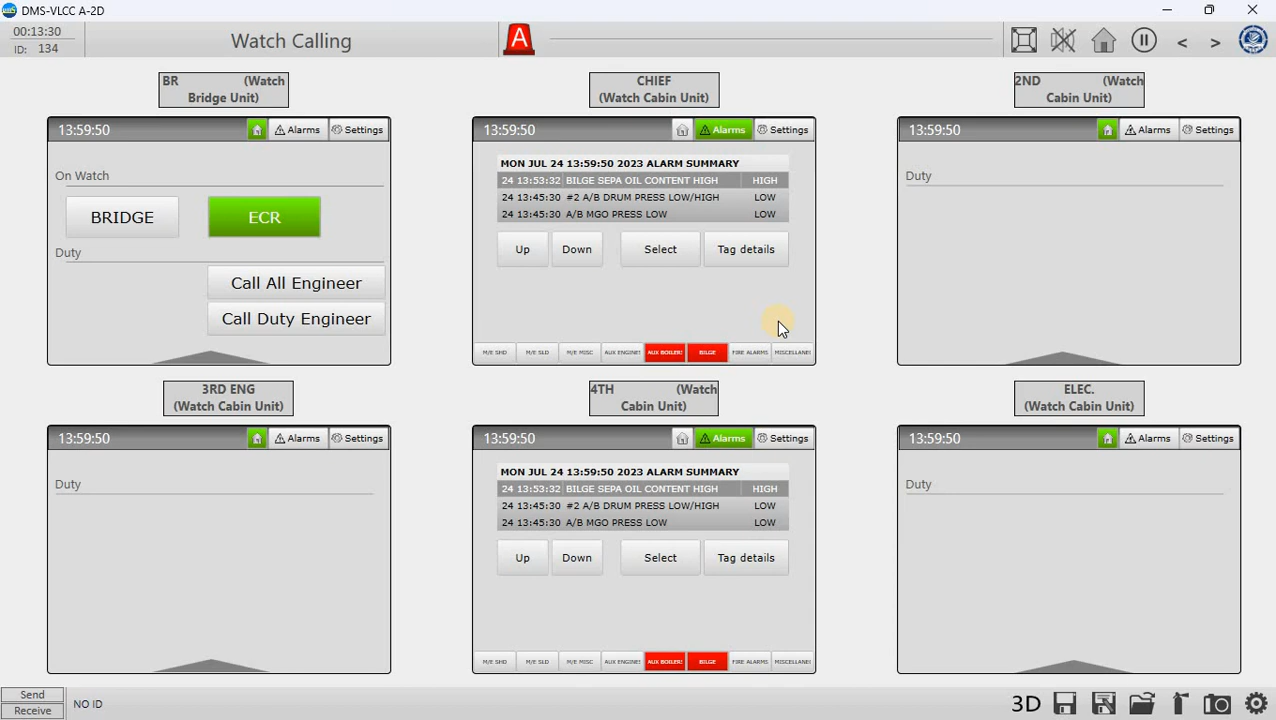 DMS-VLCC A-2D
00:13:30
ID: 134
Watch Calling
A
BR (Watch
Bridge Unit)
CHIEF
(Watch Cabin Unit)
2ND (Watch
Cabin Unit)
13:59:50 Alarms Settings
On Watch
BRIDGE ECR
Duty
Call All Engineer
Call Duty Engineer
13:59:50 Alarms Settings
MON JUL 24 13:59:50 2023 ALARM SUMMARY
24 13:53:32 BILGE SEPA OIL CONTENT HIGH HIGH
24 13:45:30 #2 A/B DRUM PRESS LOW/HIGH LOW
24 13:45:30 A/B MGO PRESS LOW LOW
Up Down Select Tag details
M/E SHD M/E SLD M/E MISC AUX ENGINE! AUX BOILER! BILGE FIRE ALARMS MISCELLANE!
13:59:50 Alarms Settings
Duty
3RD ENG
(Watch Cabin Unit)
4TH (Watch
Cabin Unit)
ELEC.
(Watch Cabin Unit)
13:59:50 Alarms Settings
Duty
13:59:50 Alarms Settings
MON JUL 24 13:59:50 2023 ALARM SUMMARY
24 13:53:32 BILGE SEPA OIL CONTENT HIGH HIGH
24 13:45:30 #2 A/B DRUM PRESS LOW/HIGH LOW
24 13:45:30 A/B MGO PRESS LOW LOW
Up Down Select Tag details
M/E SHD M/E SLD M/E MISC AUX ENGINE! AUX BOILER! BILGE FIRE ALARMS MISCELLANE!
13:59:50 Alarms Settings
Duty
Send
Receive
NO ID
3D